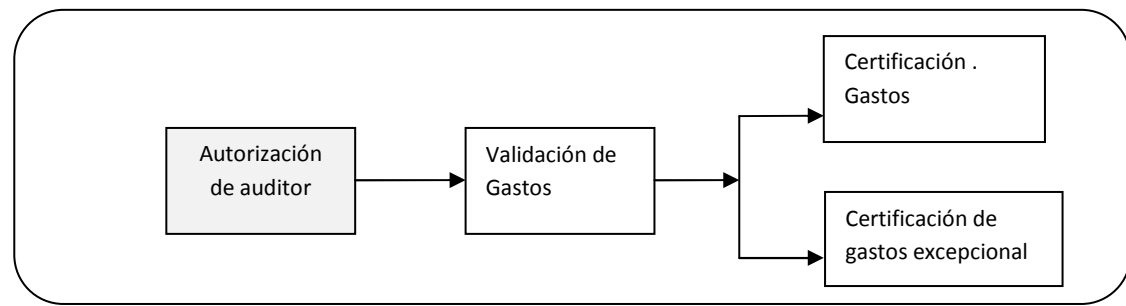 Autorización
de auditor
Validación de
Gastos
Certificación .
Gastos
Certificación de
gastos excepcional